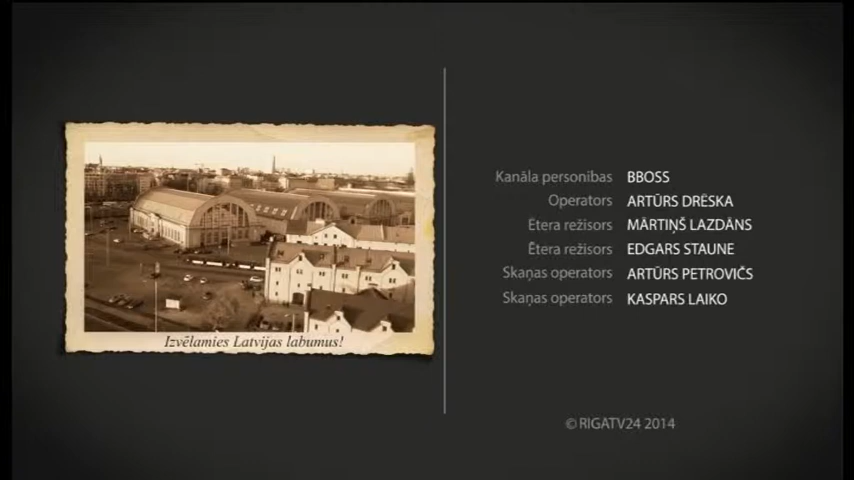 Izvēlamies Latvijas labumus!
Kanāla personības BBOSS
Operators ARTŪRS DRĒSKA
Ētera režisors MĀRTIŅŠ LAZDĀNS
Ētera režisors EDGARS STAUNE
Skaņas operators ARTŪRS PETROVIČS
Skaņas operators KASPARS LAIKO
© RIGATV24 2014